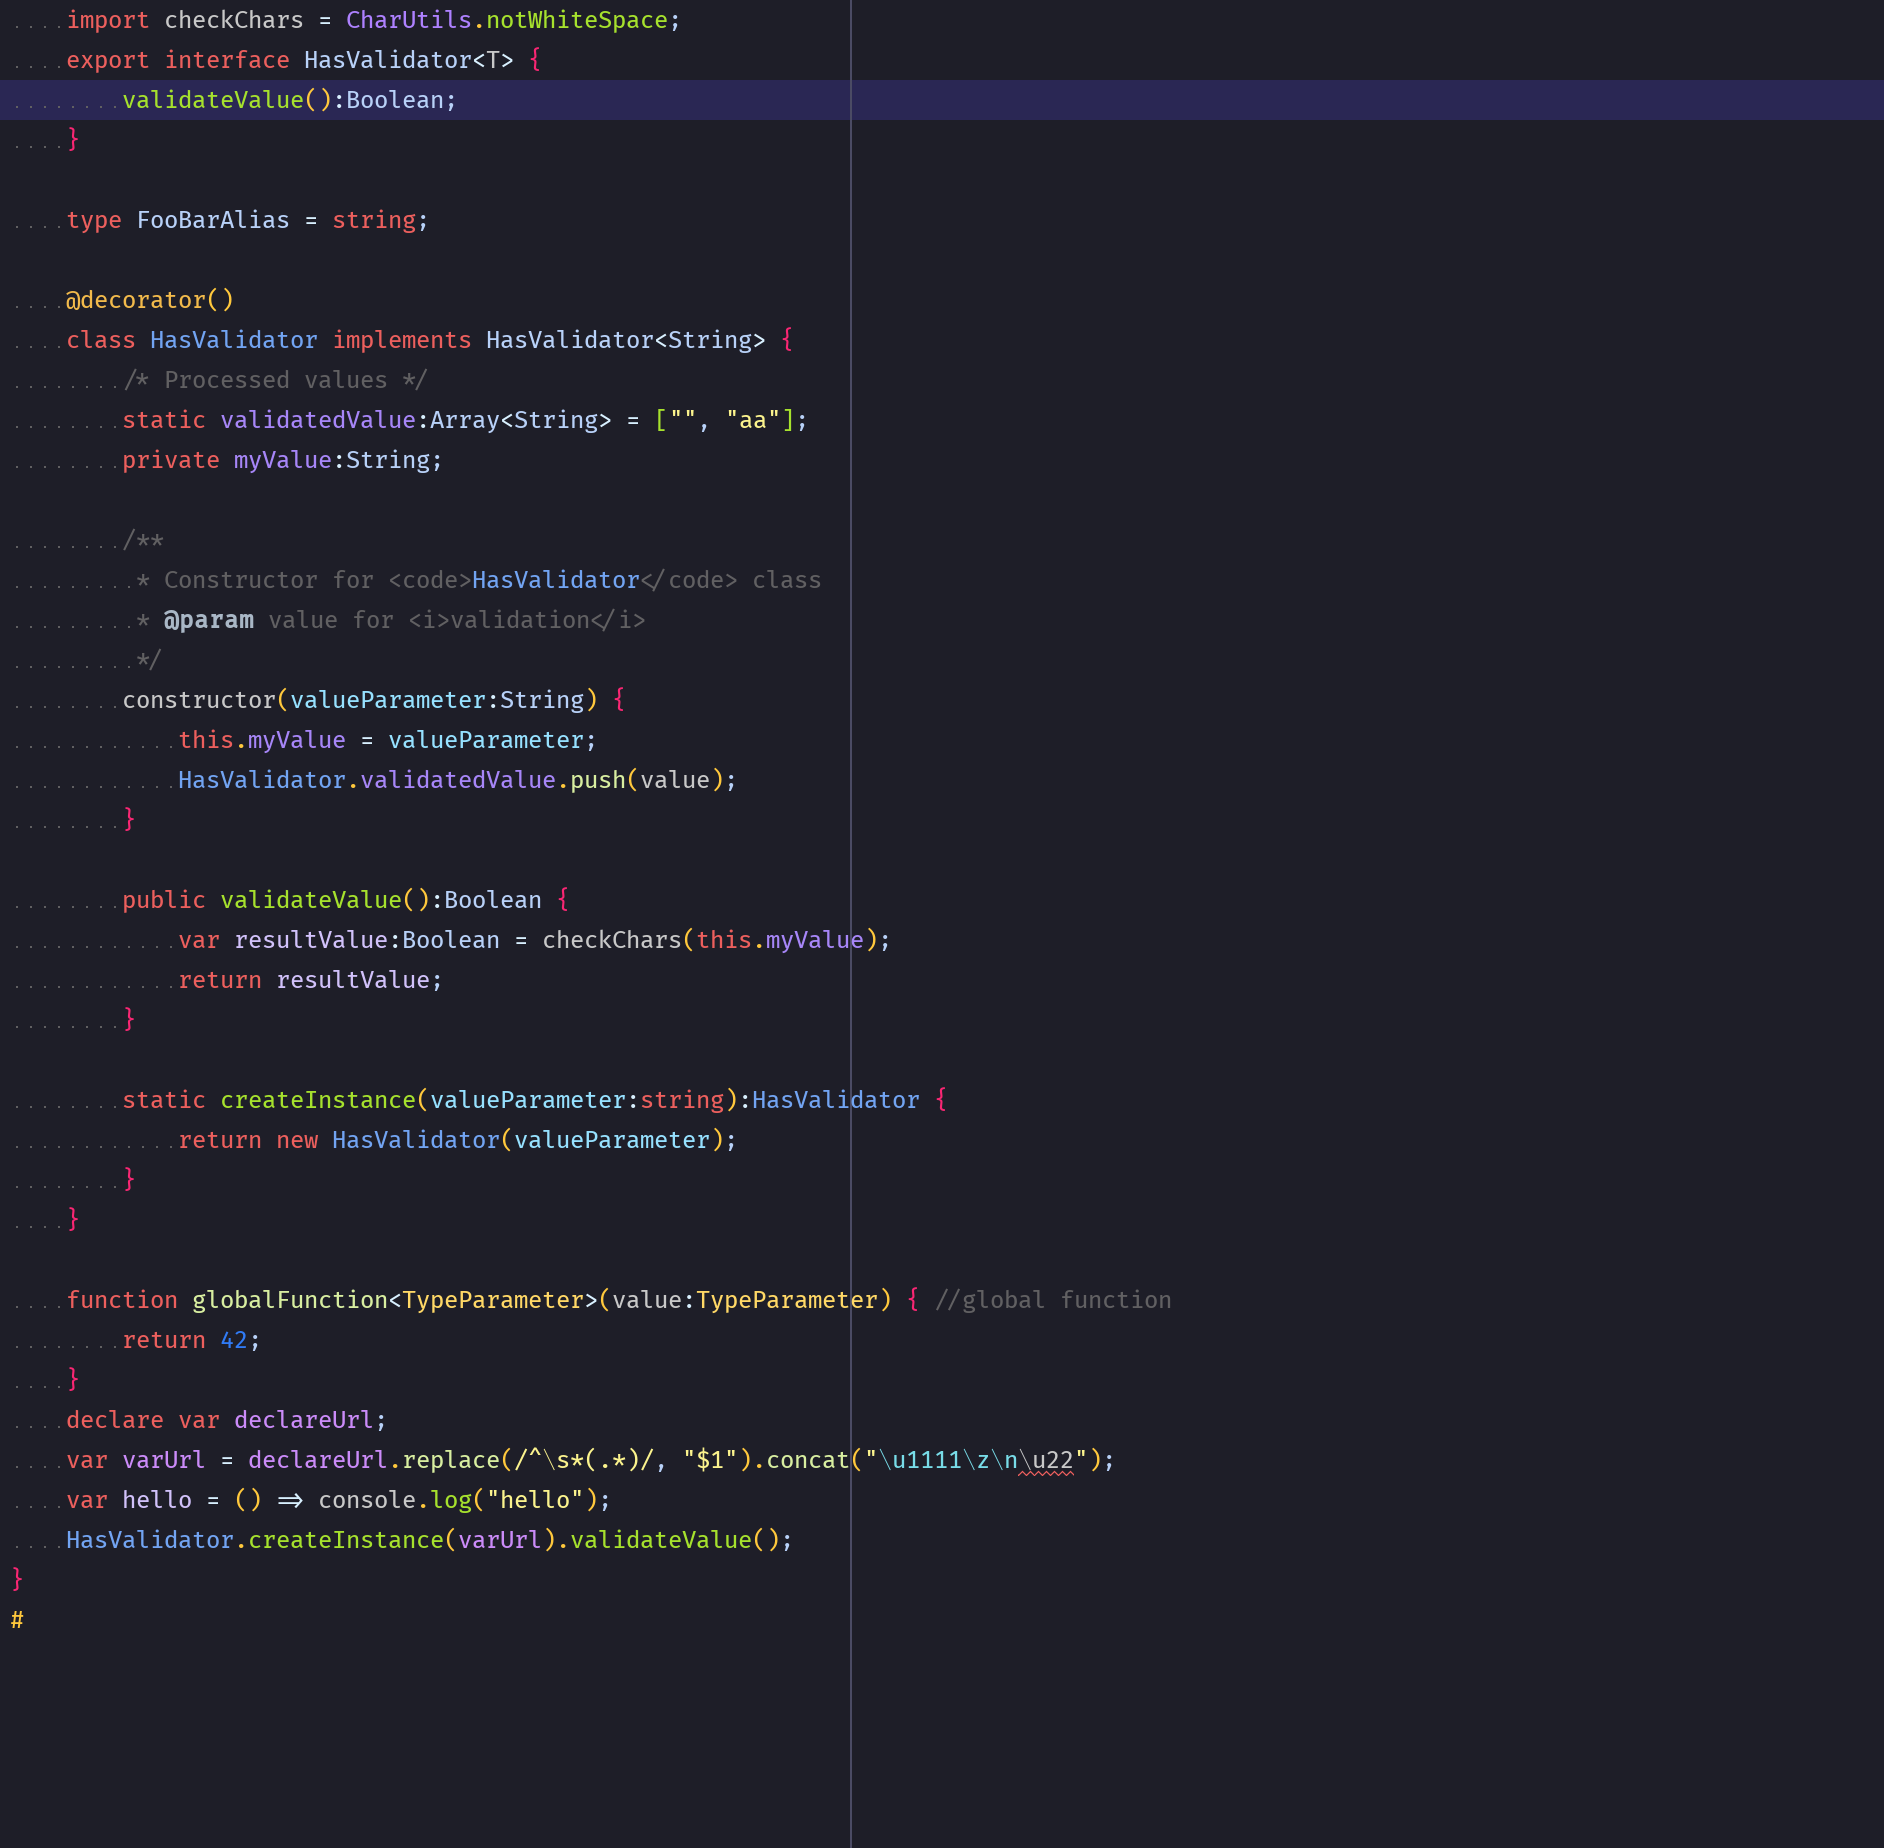 import checkChars = CharUtils.notWhiteSpace;
    export interface HasValidator<T> {
        validateValue():Boolean;
    }

    type FooBarAlias = string;

    @decorator()
    class HasValidator implements HasValidator<String> {
        /* Processed values */
        static validatedValue:Array<String> = ["", "aa"];
        private myValue:String;

        /**
         * Constructor for <code>HasValidator</code> class
         * @param value for <i>validation</i>
         */
        constructor(valueParameter:String) {
            this.myValue = valueParameter;
            HasValidator.validatedValue.push(value);
        }

        public validateValue():Boolean {
            var resultValue:Boolean = checkChars(this.myValue);
            return resultValue;
        }

        static createInstance(valueParameter:string):HasValidator {
            return new HasValidator(valueParameter);
        }
    }

    function globalFunction<TypeParameter>(value:TypeParameter) { //global function
        return 42;
    }
    declare var declareUrl;
    var varUrl = declareUrl.replace(/^\s*(.*)/, "$1").concat("\u1111\z\n\u22");
    var hello = () => console.log("hello");
    HasValidator.createInstance(varUrl).validateValue();
}
#